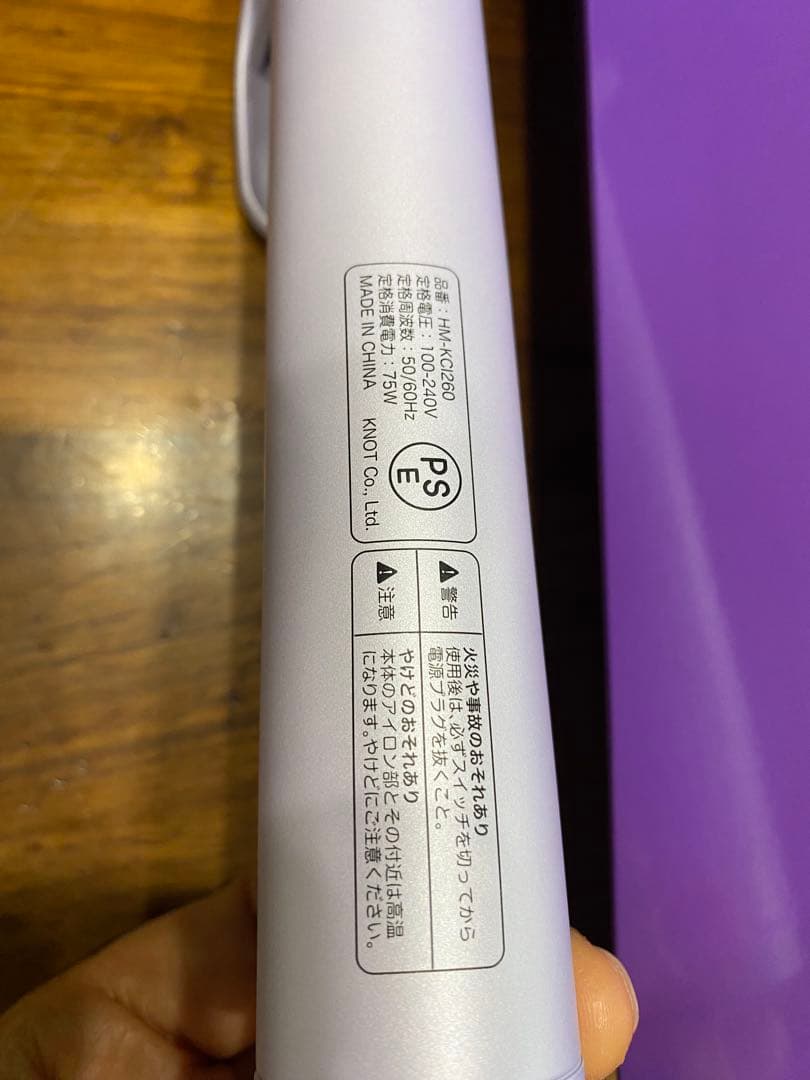 品番：HM-KCI260
定格電圧：100-240V
定格周波数：50/60Hz
定格消費電力：75W
MADE IN CHINA KNOT Co., Ltd.
PS
E
警告
火災や事故のおそれあり
使用後は、必ずスイッチを切ってから
電源プラグを抜くこと。
注意
やけどのおそれあり
本体のアイロン部とその付近は高温
になります。やけどにご注意ください。